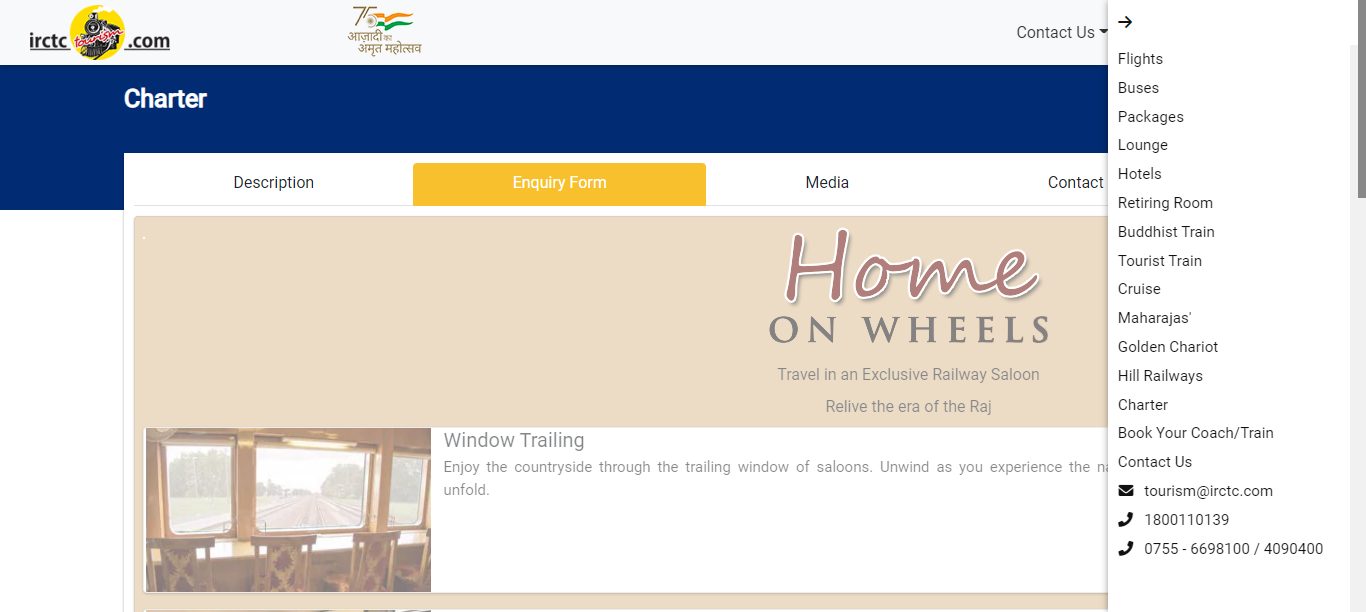 irctc tourism .com
75
आज़ादी का
अमृत महोत्सव
Contact Us
Charter
Description
Enquiry Form
Media
Contact
Home
ON WHEELS
Travel in an Exclusive Railway Saloon
Relive the era of the Raj
Window Trailing
Enjoy the countryside through the trailing window of saloons. Unwind as you experience the
unfold.
Flights
Buses
Packages
Lounge
Hotels
Retiring Room
Buddhist Train
Tourist Train
Cruise
Maharajas'
Golden Chariot
Hill Railways
Charter
Book Your Coach/Train
Contact Us
tourism@irctc.com
1800110139
0755 - 6698100 / 4090400